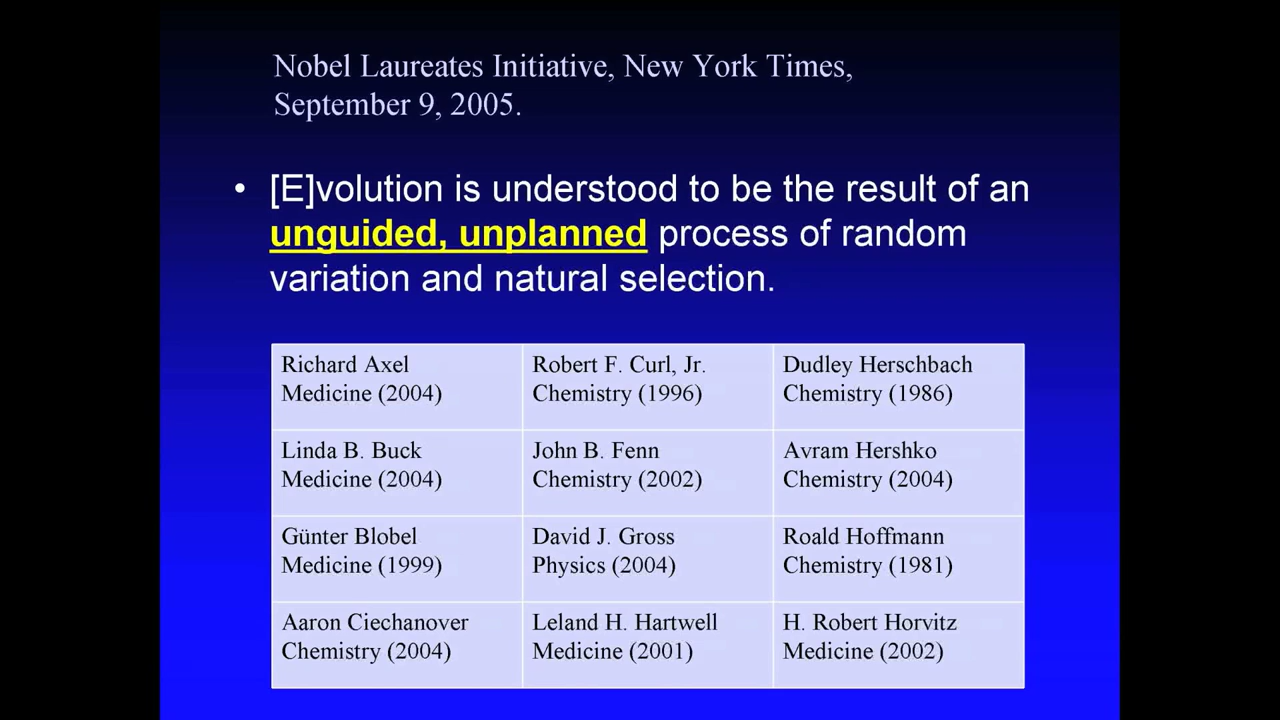 Nobel Laureates Initiative, New York Times,
September 9, 2005.
• [E]volution is understood to be the result of an
unguided, unplanned process of random
variation and natural selection.
Richard Axel
Medicine (2004)
Robert F. Curl, Jr.
Chemistry (1996)
Dudley Herschbach
Chemistry (1986)
Linda B. Buck
Medicine (2004)
John B. Fenn
Chemistry (2002)
Avram Hershko
Chemistry (2004)
Günter Blobel
Medicine (1999)
David J. Gross
Physics (2004)
Roald Hoffmann
Chemistry (1981)
Aaron Ciechanover
Chemistry (2004)
Leland H. Hartwell
Medicine (2001)
H. Robert Horvitz
Medicine (2002)